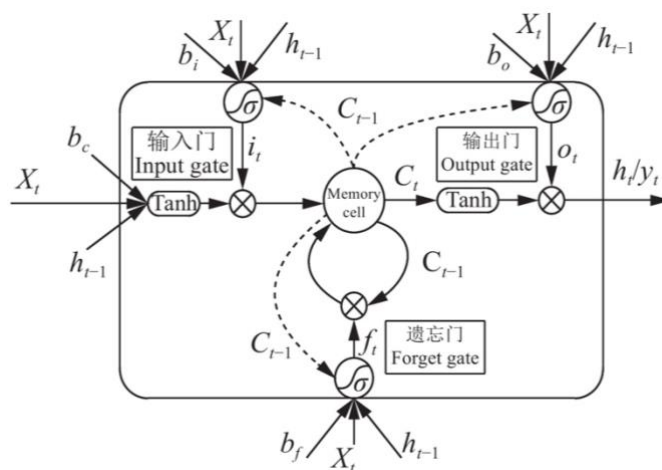 X_t
b_i
h_{t-1}
X_t
b_o
h_{t-1}
σ
σ
C_{t-1}
输入门
Input gate
i_t
输出门
Output gate
o_t
b_c
X_t
h_{t-1}
Tanh
Memory
cell
C_t
Tanh
h_t/y_t
C_{t-1}
C_{t-1}
f_t
遗忘门
Forget gate
σ
b_f
X_t
h_{t-1}